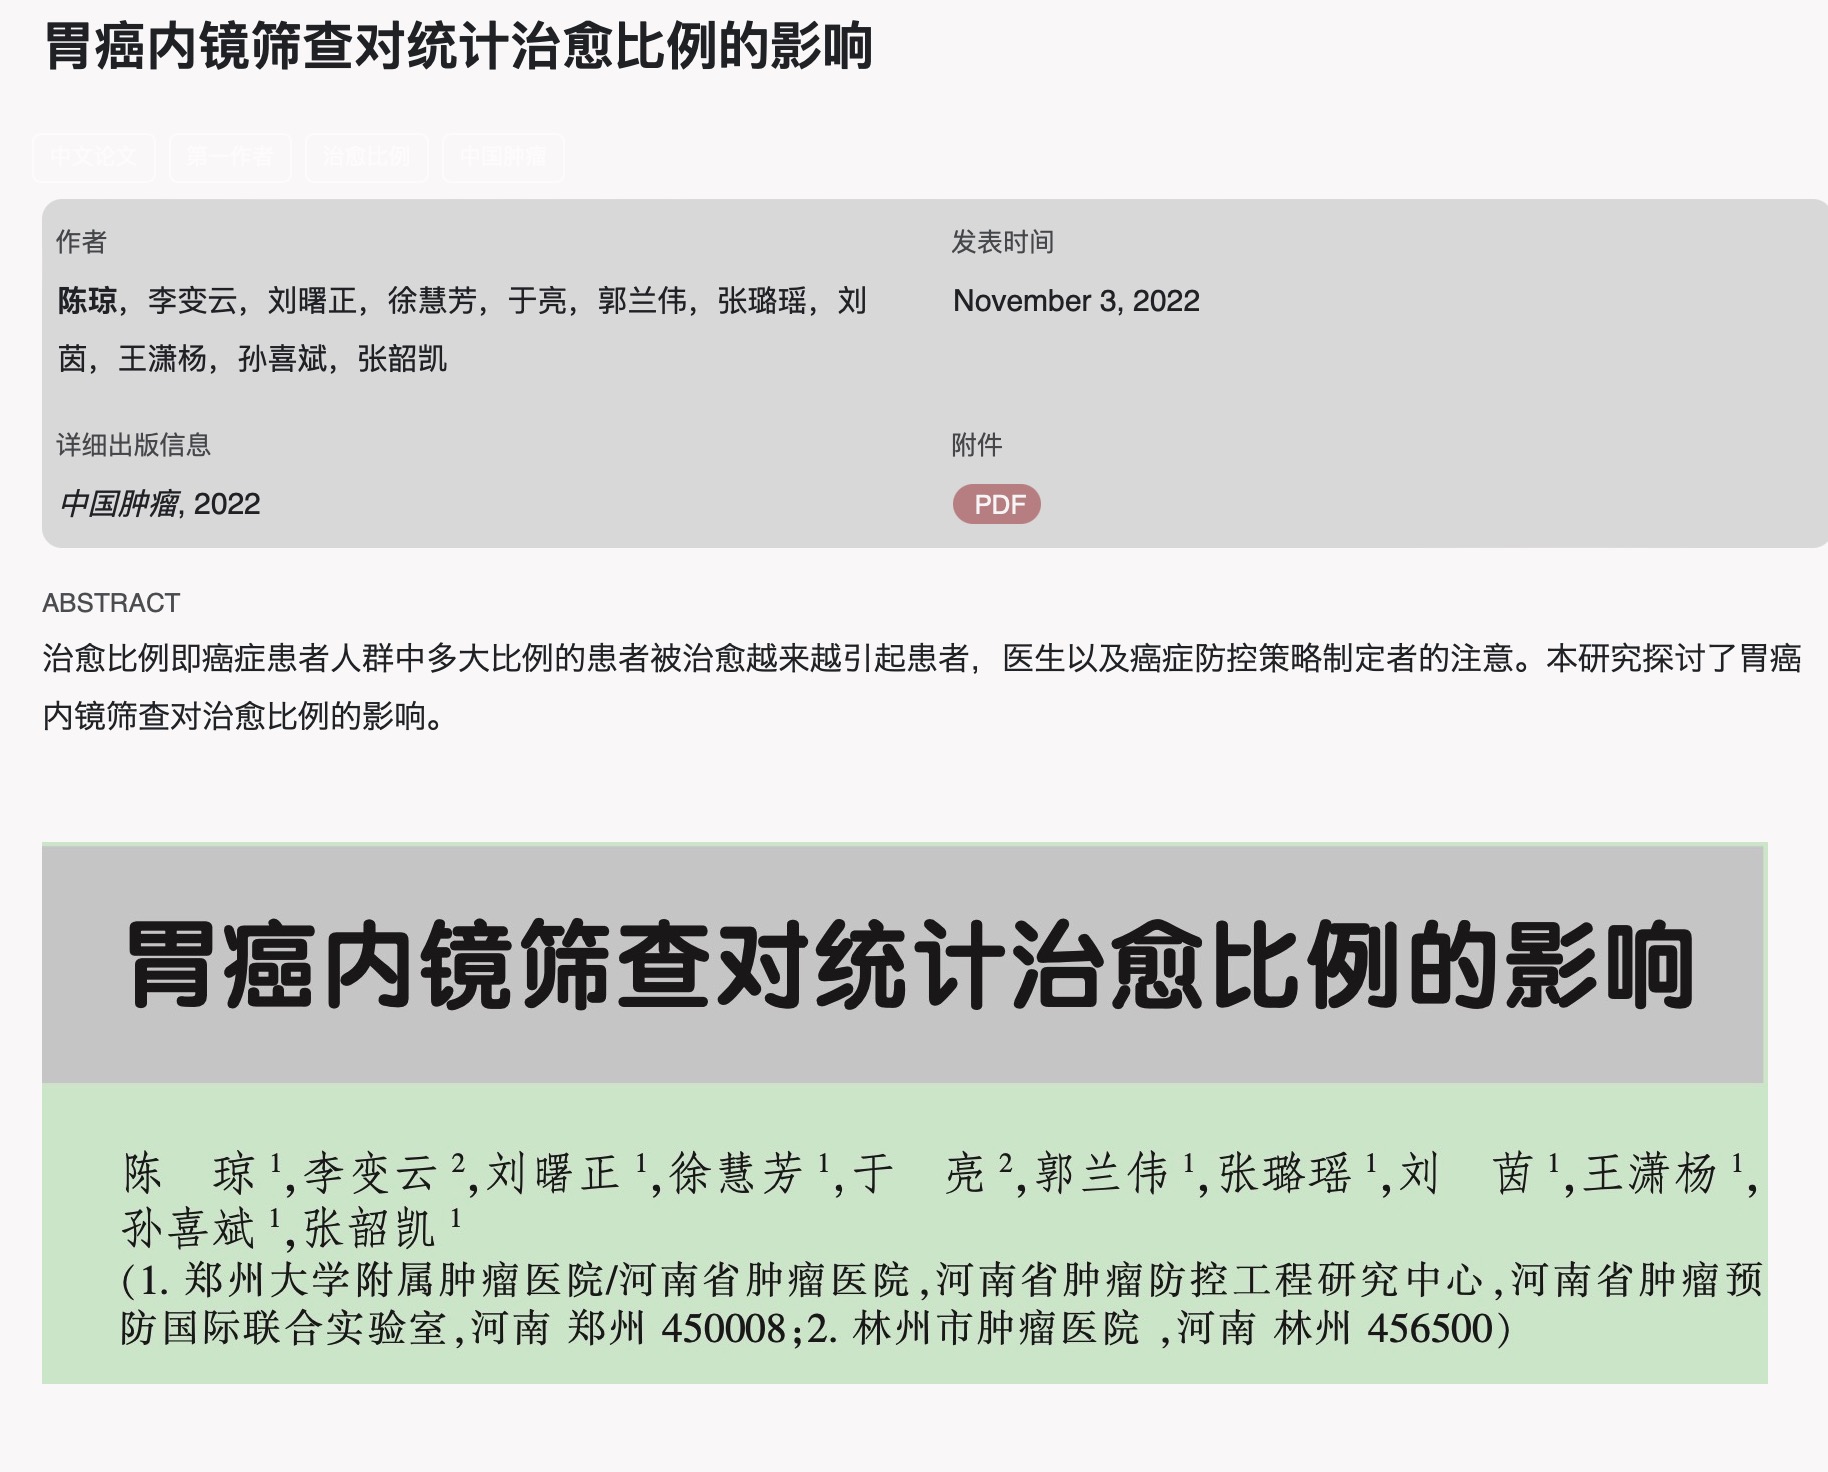 胃癌内镜筛查对统计治愈比例的影响
中文论文 第一作者 治愈比例 中国肿瘤
作者
陈琼，李变云，刘曙正，徐慧芳，于亮，郭兰伟，张璐瑶，刘
茵，王潇杨，孙喜斌，张韶凯
发表时间
November 3, 2022
详细出版信息
中国肿瘤, 2022
附件
PDF
ABSTRACT
治愈比例即癌症患者人群中多大比例的患者被治愈越来越引起患者，医生以及癌症防控策略制定者的注意。本研究探讨了胃癌
内镜筛查对治愈比例的影响。
胃癌内镜筛查对统计治愈比例的影响
陈 琼1,李变云2,刘曙正1,徐慧芳1,于 亮2,郭兰伟1,张璐瑶1,刘 茵1,王潇杨1,
孙喜斌1,张韶凯1
(1. 郑州大学附属肿瘤医院/河南省肿瘤医院,河南省肿瘤防控工程研究中心,河南省肿瘤预
防国际联合实验室,河南 郑州 450008;2. 林州市肿瘤医院 ,河南 林州 456500)